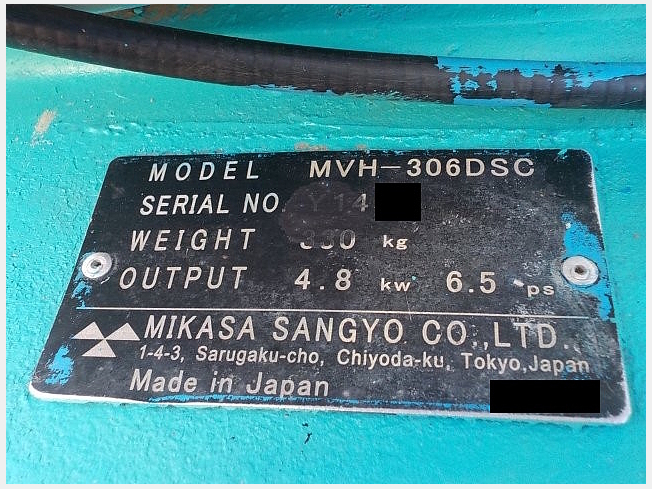 MODEL MVH-306DSC
SERIAL NO. Y14
WEIGHT 330 kg
OUTPUT 4.8 kw 6.5 ps
MIKASA SANGYO CO.,LTD.
1-4-3, Sarugaku-cho, Chiyoda-ku, Tokyo,Japan
Made in Japan